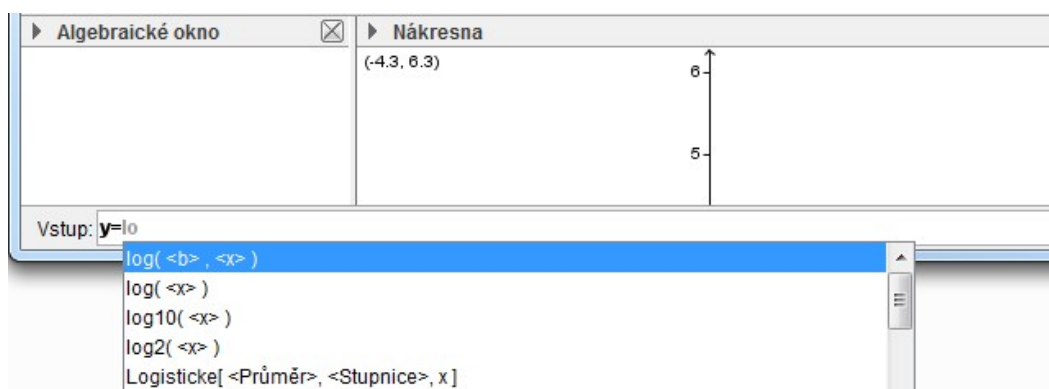 Algebraické okno
Nákresna
(-4.3, 6.3)
6
5
Vstup: y=lo
log( <b> , <x> )
log( <x> )
log10( <x> )
log2( <x> )
Logisticke[ <Průměr>, <Stupnice>, x ]